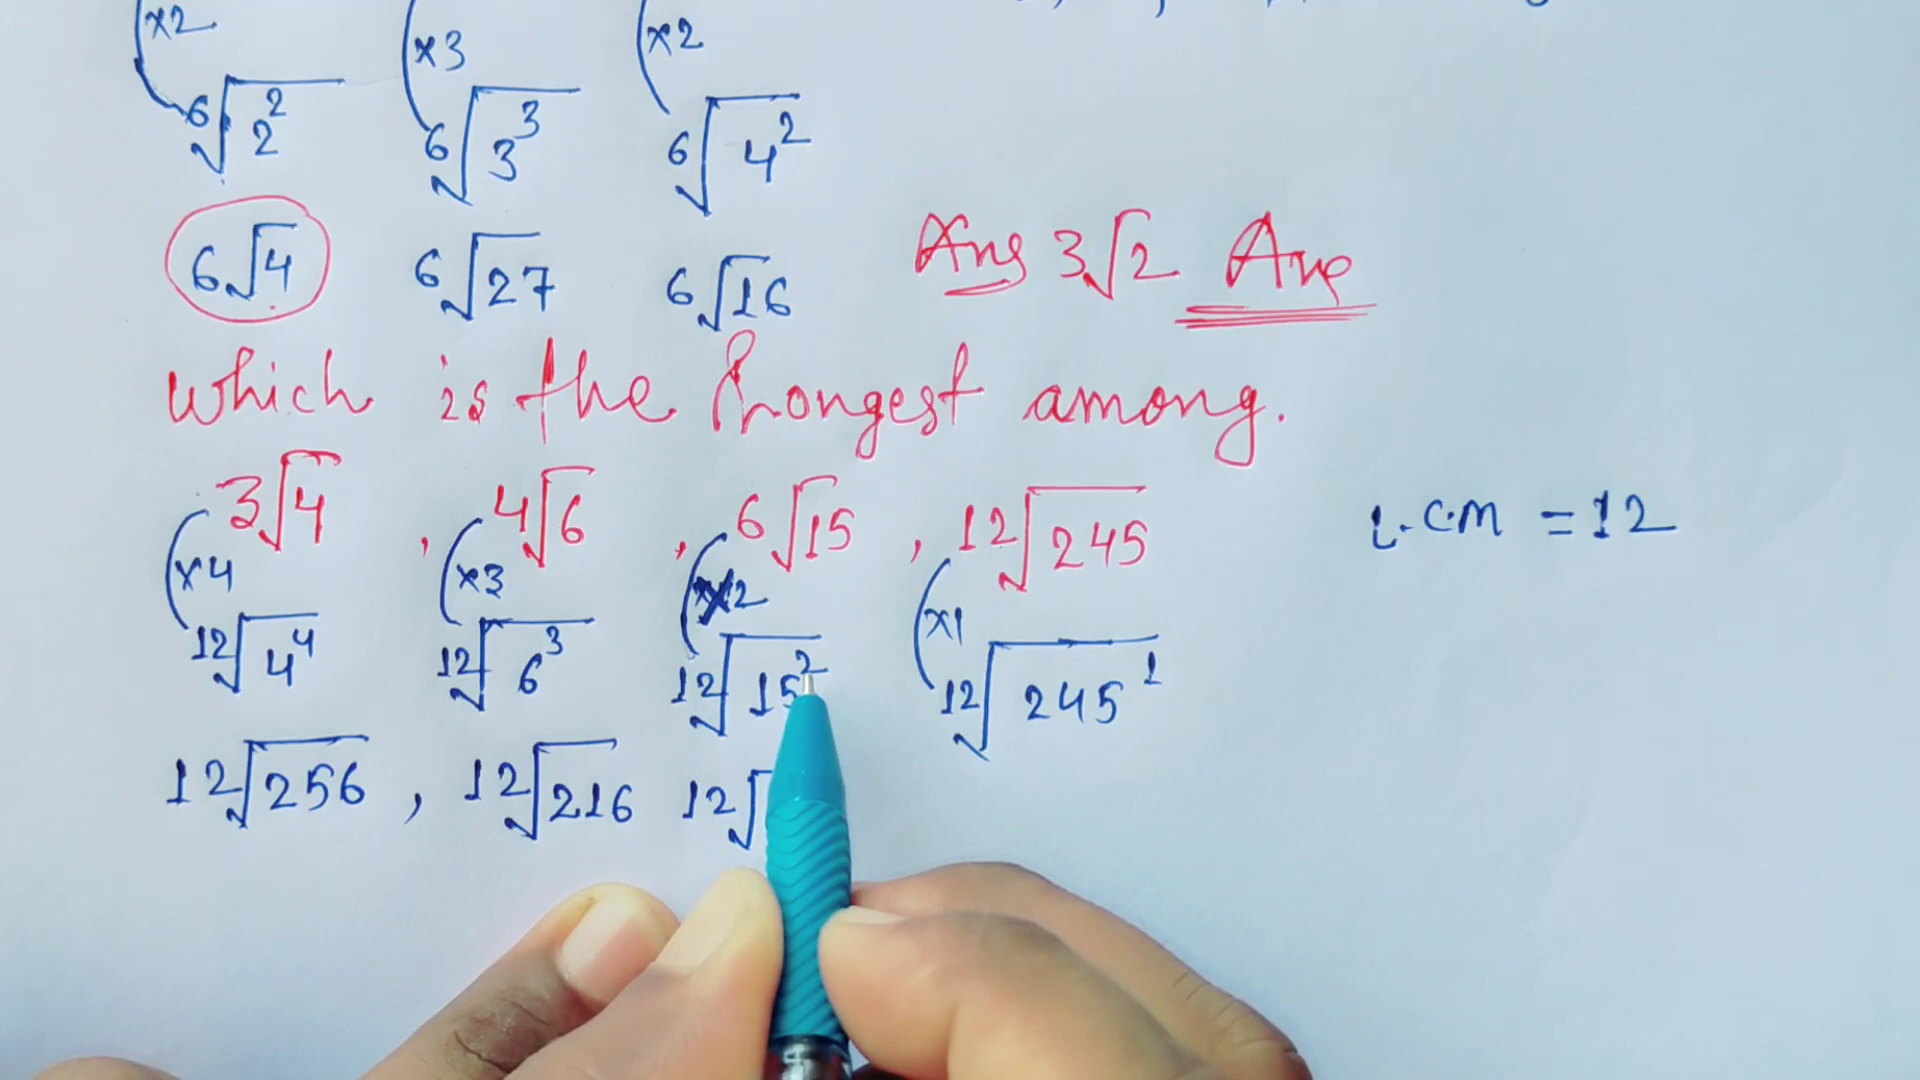 x2 x3 x2
⁶√2² ⁶√3³ ⁶√4²
6√4 6√27 6√16 Ans 3√2 Ans
which is the Longest among.
3√4 , 4√6 , 6√15 , 12√245 L.C.M = 12
x4 x3 x2 x1
12√4⁴ 12√6³ 12√15² 12√245¹
12√256 , 12√216 12√